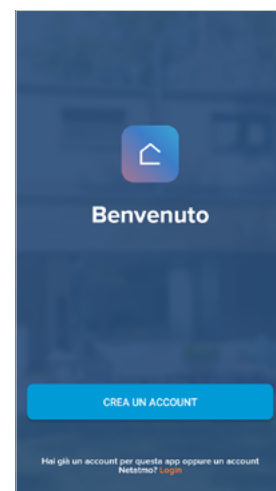 Benvenuto
CREA UN ACCOUNT
Hai già un account per questa app oppure un account
Netatmo? Login